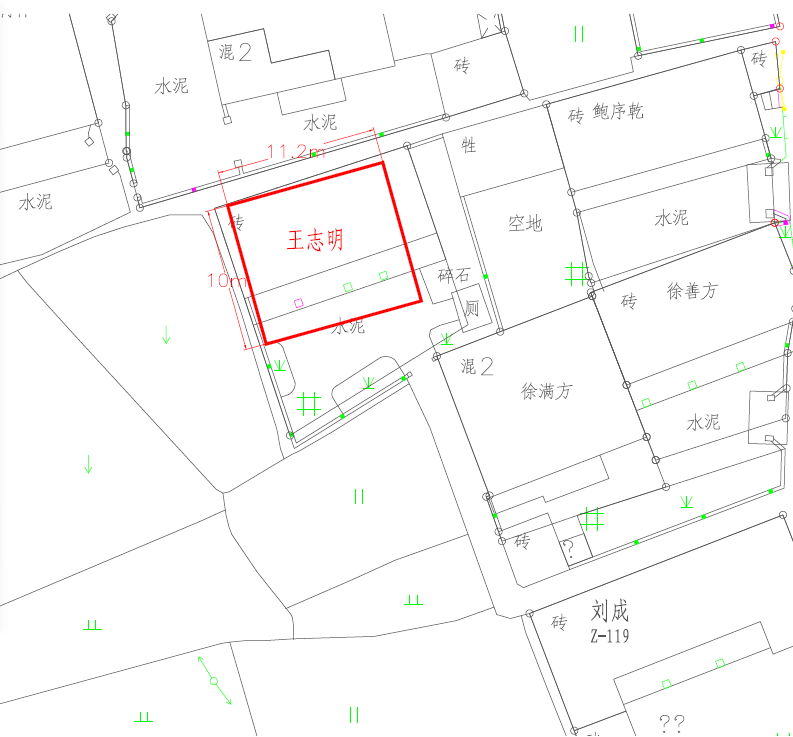 混2
砖
砖
水泥
砖
鲍序乾
水泥
11.2m
牲
水泥
砖
空地
水泥
王志明
10m
碎石
徐善方
砖
厕
水泥
混2
徐满方
水泥
砖
?
刘成
砖
Z-119
??